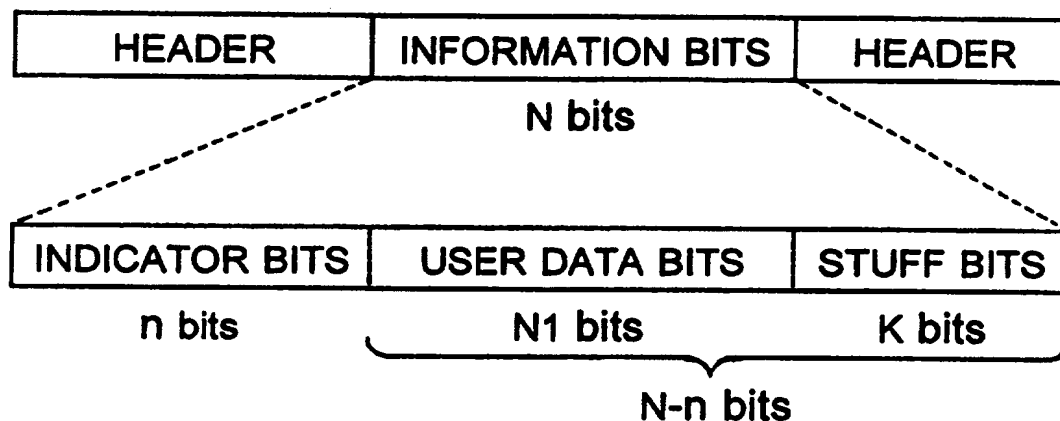 HEADER INFORMATION BITS HEADER
N bits
INDICATOR BITS USER DATA BITS STUFF BITS
n bits N1 bits K bits
N-n bits